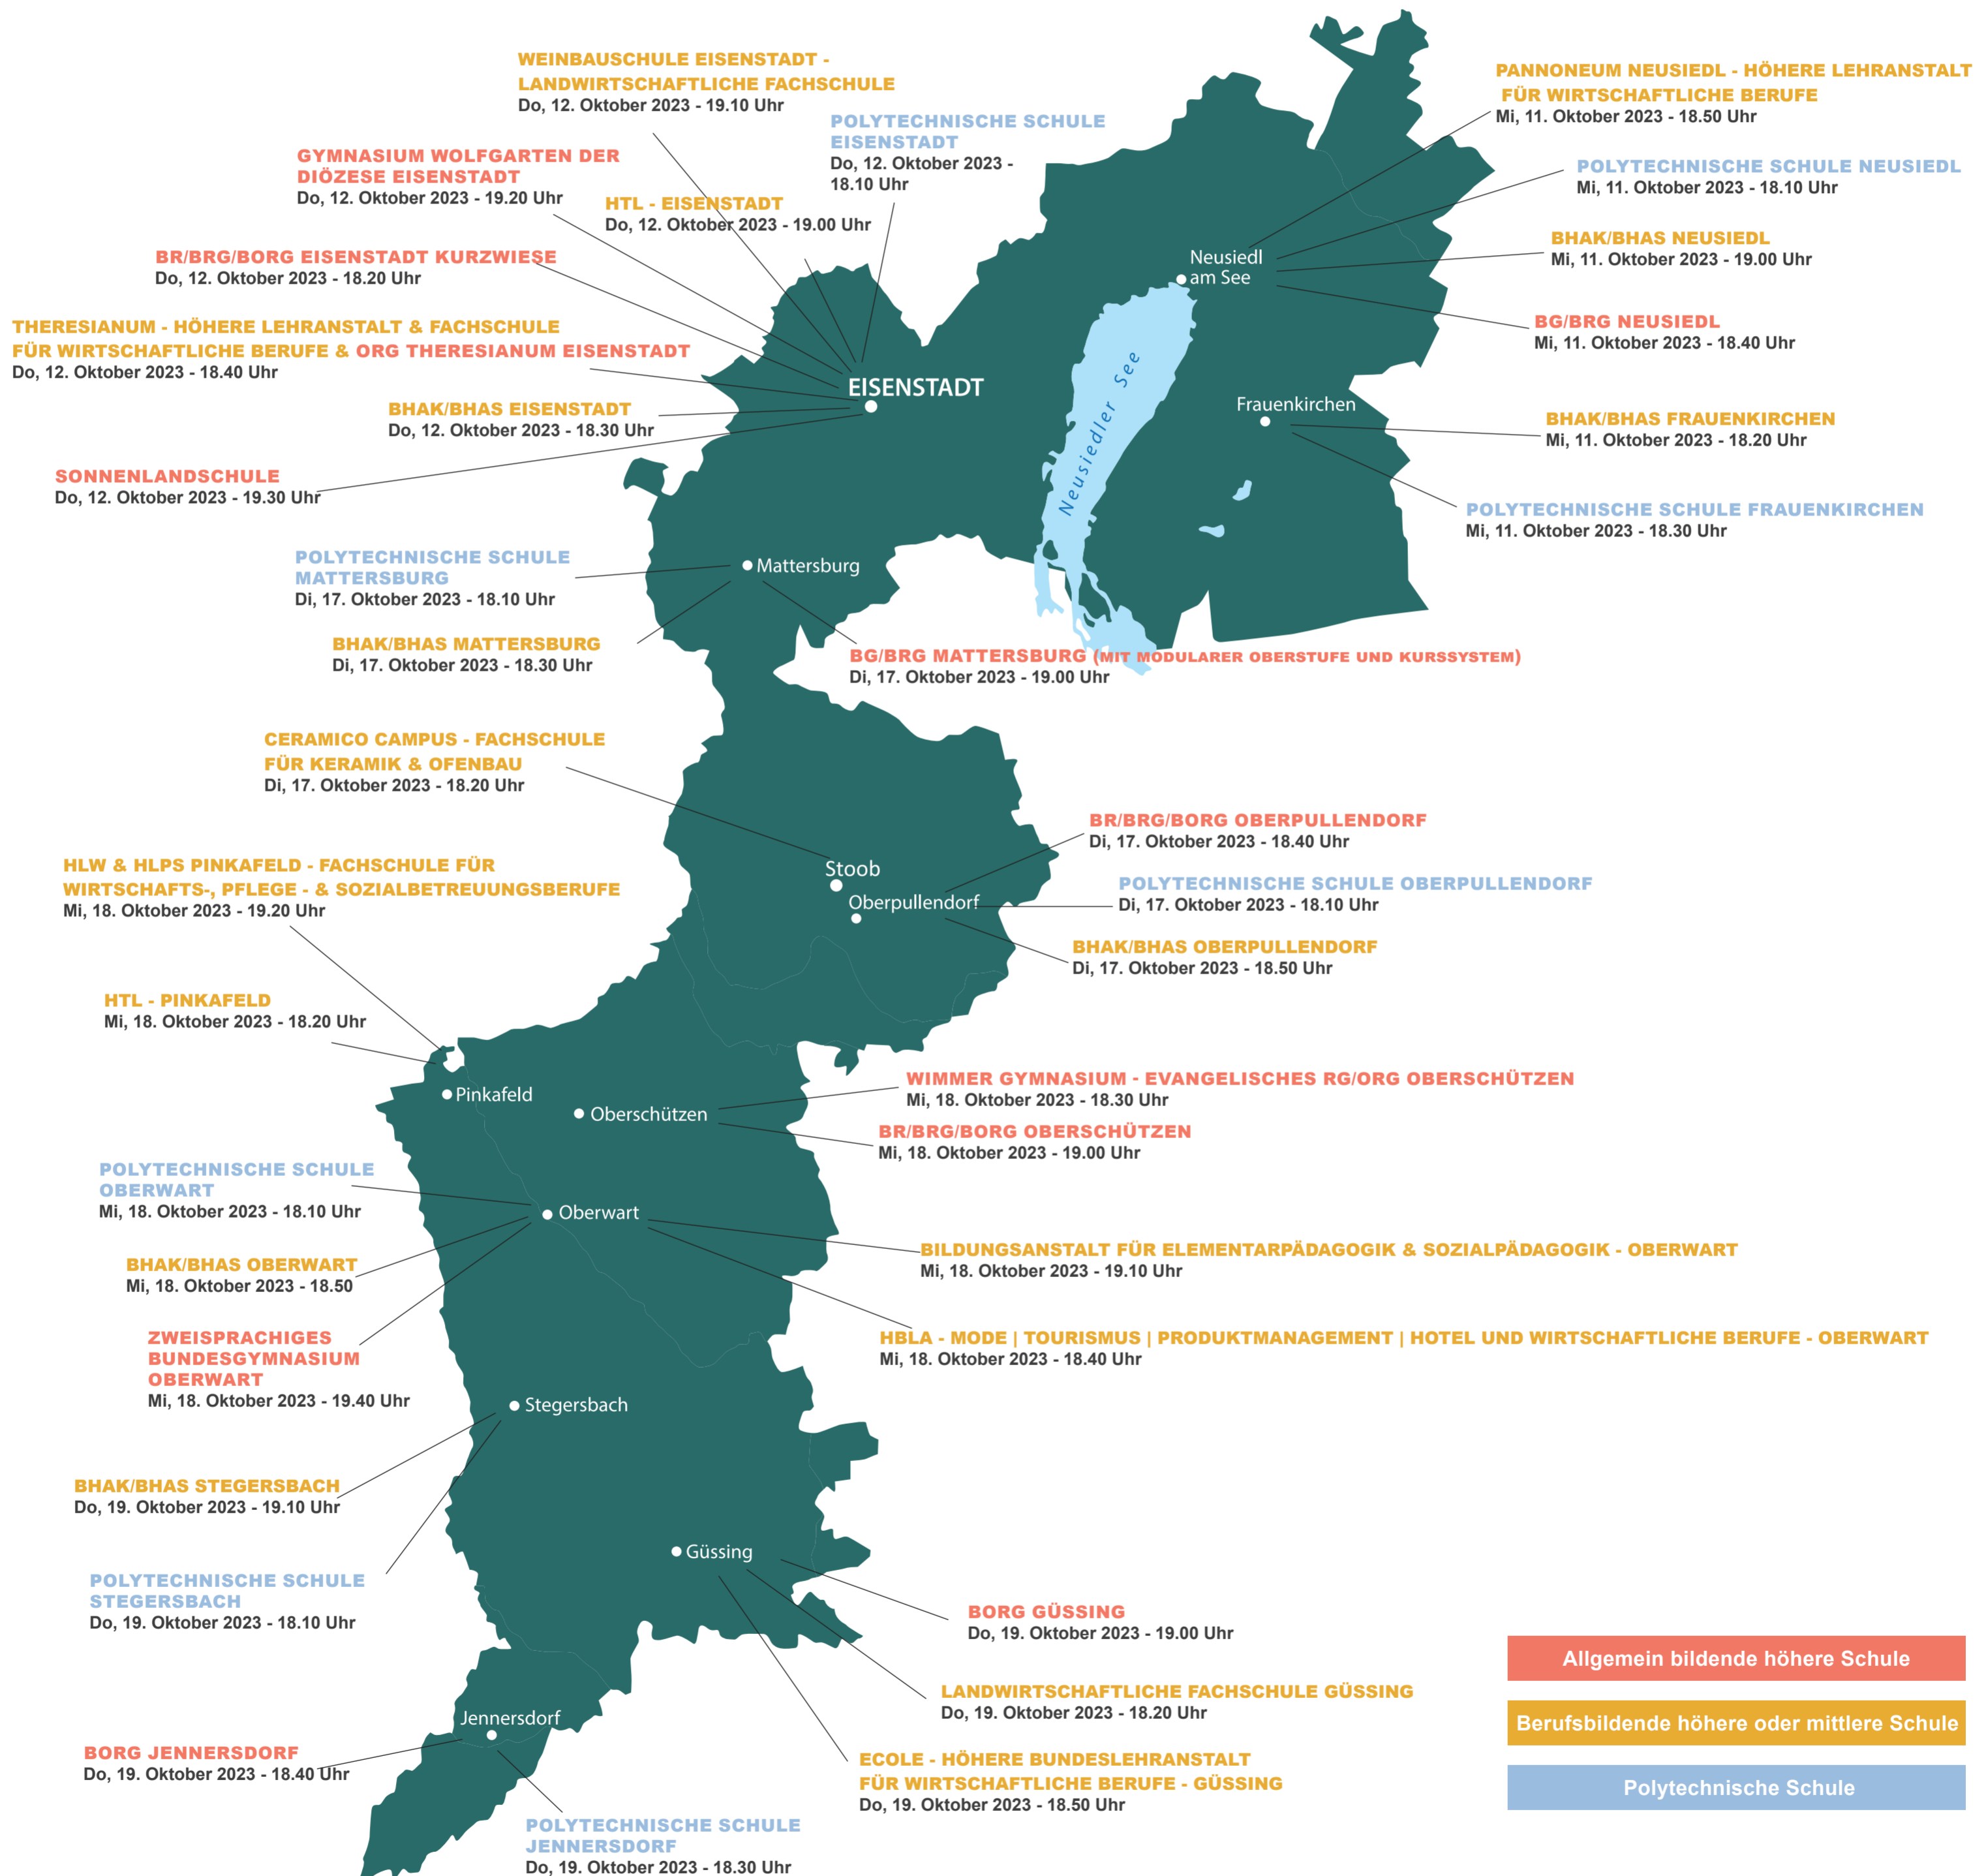 WEINBAUSCHULE EISENSTADT -
LANDWIRTSCHAFTLICHE FACHSCHULE
Do, 12. Oktober 2023 - 19.10 Uhr
POLYTECHNISCHE SCHULE
EISENSTADT
Do, 12. Oktober 2023 -
18.10 Uhr
GYMNASIUM WOLFGARTEN DER
DIÖZESE EISENSTADT
Do, 12. Oktober 2023 - 19.20 Uhr
HTL - EISENSTADT
Do, 12. Oktober 2023 - 19.00 Uhr
BR/BRG/BORG EISENSTADT KURZWIESE
Do, 12. Oktober 2023 - 18.20 Uhr
THERESIANUM - HÖHERE LEHRANSTALT & FACHSCHULE
FÜR WIRTSCHAFTLICHE BERUFE & ORG THERESIANUM EISENSTADT
Do, 12. Oktober 2023 - 18.40 Uhr
BHAK/BHAS EISENSTADT
Do, 12. Oktober 2023 - 18.30 Uhr
SONNENLANDSCHULE
Do, 12. Oktober 2023 - 19.30 Uhr
EISENSTADT
PANNONEUM NEUSIEDL - HÖHERE LEHRANSTALT
FÜR WIRTSCHAFTLICHE BERUFE
Mi, 11. Oktober 2023 - 18.50 Uhr
POLYTECHNISCHE SCHULE NEUSIEDL
Mi, 11. Oktober 2023 - 18.10 Uhr
BHAK/BHAS NEUSIEDL
Mi, 11. Oktober 2023 - 19.00 Uhr
BG/BRG NEUSIEDL
Mi, 11. Oktober 2023 - 18.40 Uhr
Neusiedl
am See
Neusiedler See
Frauenkirchen
BHAK/BHAS FRAUENKIRCHEN
Mi, 11. Oktober 2023 - 18.20 Uhr
POLYTECHNISCHE SCHULE FRAUENKIRCHEN
Mi, 11. Oktober 2023 - 18.30 Uhr
POLYTECHNISCHE SCHULE
MATTERSBURG
Di, 17. Oktober 2023 - 18.10 Uhr
Mattersburg
BHAK/BHAS MATTERSBURG
Di, 17. Oktober 2023 - 18.30 Uhr
BG/BRG MATTERSBURG (MIT MODULARER OBERSTUFE UND KURSSYSTEM)
Di, 17. Oktober 2023 - 19.00 Uhr
CERAMICO CAMPUS - FACHSCHULE
FÜR KERAMIK & OFENBAU
Di, 17. Oktober 2023 - 18.20 Uhr
Stoob
Oberpullendorf
BR/BRG/BORG OBERPULLENDORF
Di, 17. Oktober 2023 - 18.40 Uhr
POLYTECHNISCHE SCHULE OBERPULLENDORF
Di, 17. Oktober 2023 - 18.10 Uhr
BHAK/BHAS OBERPULLENDORF
Di, 17. Oktober 2023 - 18.50 Uhr
HLW & HLPS PINKAFELD - FACHSCHULE FÜR
WIRTSCHAFTS-, PFLEGE - & SOZIALBETREUUNGSBERUFE
Mi, 18. Oktober 2023 - 19.20 Uhr
HTL - PINKAFELD
Mi, 18. Oktober 2023 - 18.20 Uhr
Pinkafeld
Oberschützen
WIMMER GYMNASIUM - EVANGELISCHES RG/ORG OBERSCHÜTZEN
Mi, 18. Oktober 2023 - 18.30 Uhr
BR/BRG/BORG OBERSCHÜTZEN
Mi, 18. Oktober 2023 - 19.00 Uhr
POLYTECHNISCHE SCHULE
OBERWART
Mi, 18. Oktober 2023 - 18.10 Uhr
Oberwart
BHAK/BHAS OBERWART
Mi, 18. Oktober 2023 - 18.50
BILDUNGSANSTALT FÜR ELEMENTARPÄDAGOGIK & SOZIALPÄDAGOGIK - OBERWART
Mi, 18. Oktober 2023 - 19.10 Uhr
ZWEISPRACHIGES
BUNDESGYMNASIUM
OBERWART
Mi, 18. Oktober 2023 - 19.40 Uhr
HBLA - MODE | TOURISMUS | PRODUKTMANAGEMENT | HOTEL UND WIRTSCHAFTLICHE BERUFE - OBERWART
Mi, 18. Oktober 2023 - 18.40 Uhr
Stegersbach
BHAK/BHAS STEGERSBACH
Do, 19. Oktober 2023 - 19.10 Uhr
POLYTECHNISCHE SCHULE
STEGERSBACH
Do, 19. Oktober 2023 - 18.10 Uhr
Güssing
BORG GÜSSING
Do, 19. Oktober 2023 - 19.00 Uhr
LANDWIRTSCHAFTLICHE FACHSCHULE GÜSSING
Do, 19. Oktober 2023 - 18.20 Uhr
ECOLE - HÖHERE BUNDESLEHRANSTALT
FÜR WIRTSCHAFTLICHE BERUFE - GÜSSING
Do, 19. Oktober 2023 - 18.50 Uhr
Jennersdorf
BORG JENNERSDORF
Do, 19. Oktober 2023 - 18.40 Uhr
POLYTECHNISCHE SCHULE
JENNERSDORF
Do, 19. Oktober 2023 - 18.30 Uhr
Allgemein bildende höhere Schule
Berufsbildende höhere oder mittlere Schule
Polytechnische Schule